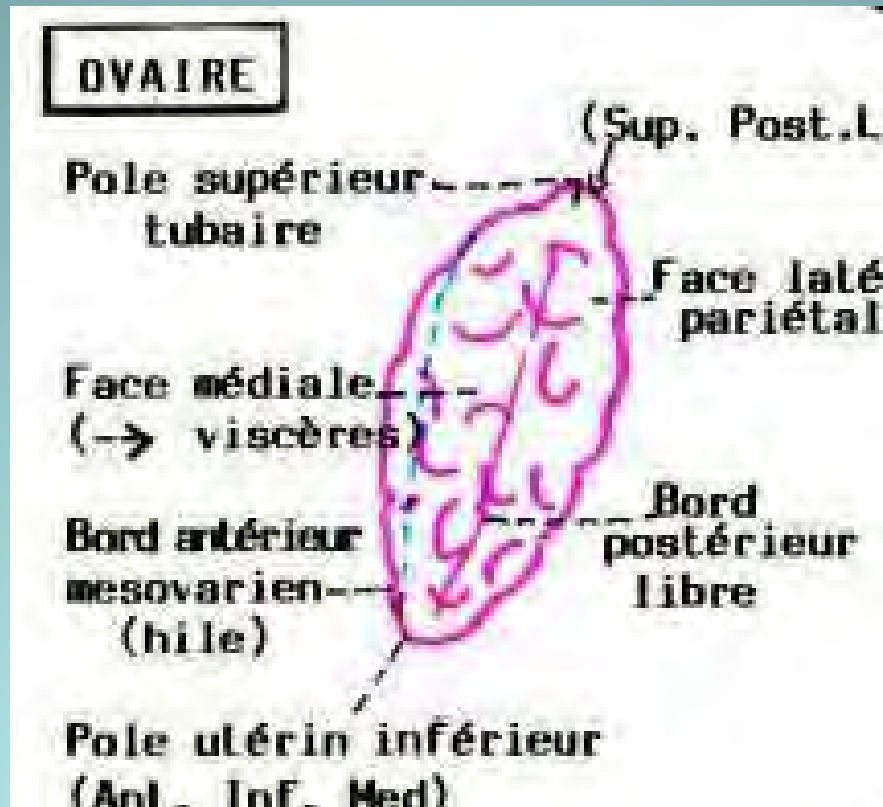 OVAIRE
(Sup. Post.L
Pole supérieur
tubaire
Face laté
pariétal
Face médiale
(→ viscères)
Bord antérieur
mesovarien
(hile)
Bord
postérieur
libre
Pole utérin inférieur
(Ant. Inf. Med)